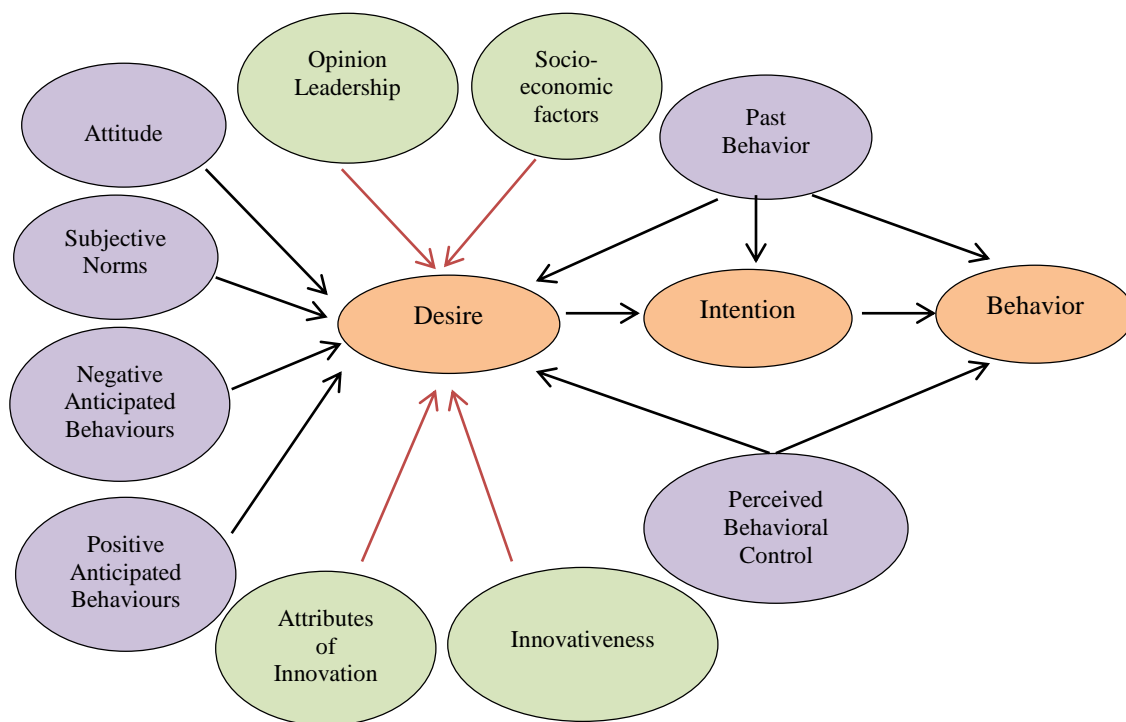 Opinion
Leadership
Socio-
economic
factors
Attitude
Past
Behavior
Subjective
Norms
Desire
Intention
Behavior
Negative
Anticipated
Behaviours
Positive
Anticipated
Behaviours
Perceived
Behavioral
Control
Attributes
of
Innovation
Innovativeness